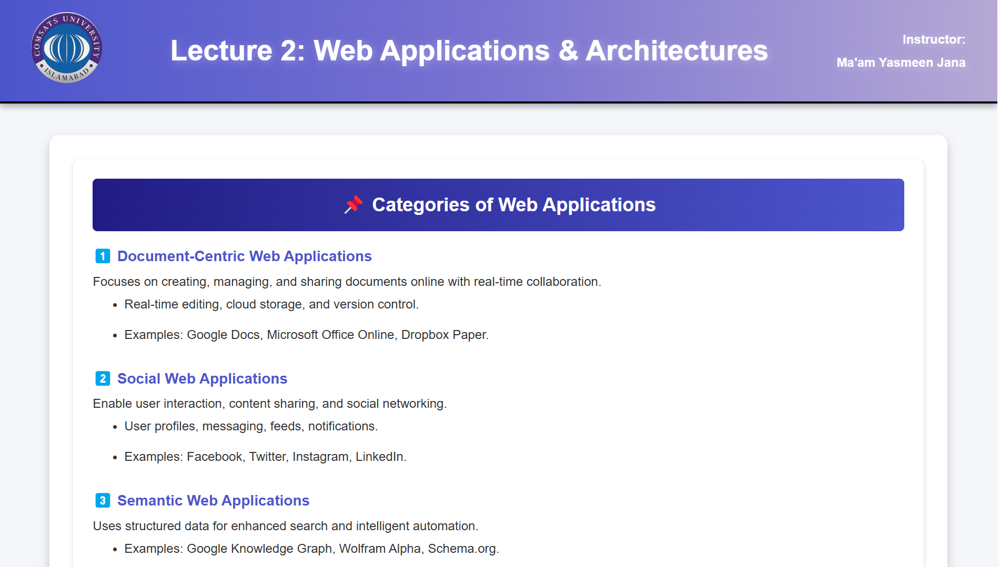 COMSATS UNIVERSITY
ISLAMABAD
Lecture 2: Web Applications & Architectures
Instructor:
Ma'am Yasmeen Jana
📌 Categories of Web Applications
1️⃣ Document-Centric Web Applications
Focuses on creating, managing, and sharing documents online with real-time collaboration.
• Real-time editing, cloud storage, and version control.
• Examples: Google Docs, Microsoft Office Online, Dropbox Paper.
2️⃣ Social Web Applications
Enable user interaction, content sharing, and social networking.
• User profiles, messaging, feeds, notifications.
• Examples: Facebook, Twitter, Instagram, LinkedIn.
3️⃣ Semantic Web Applications
Uses structured data for enhanced search and intelligent automation.
• Examples: Google Knowledge Graph, Wolfram Alpha, Schema.org.